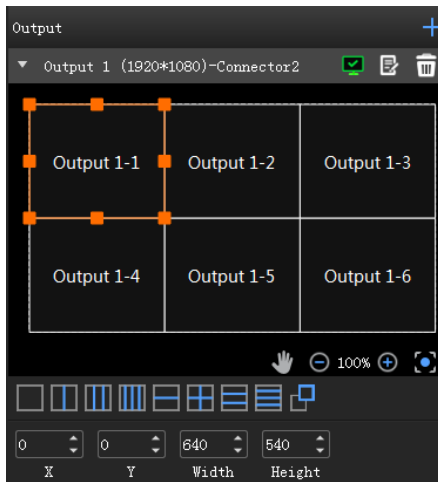 Output
Output 1 (1920*1080)-Connector2
Output 1-1 Output 1-2 Output 1-3
Output 1-4 Output 1-5 Output 1-6
100%
0 0 640 540
X Y Width Height